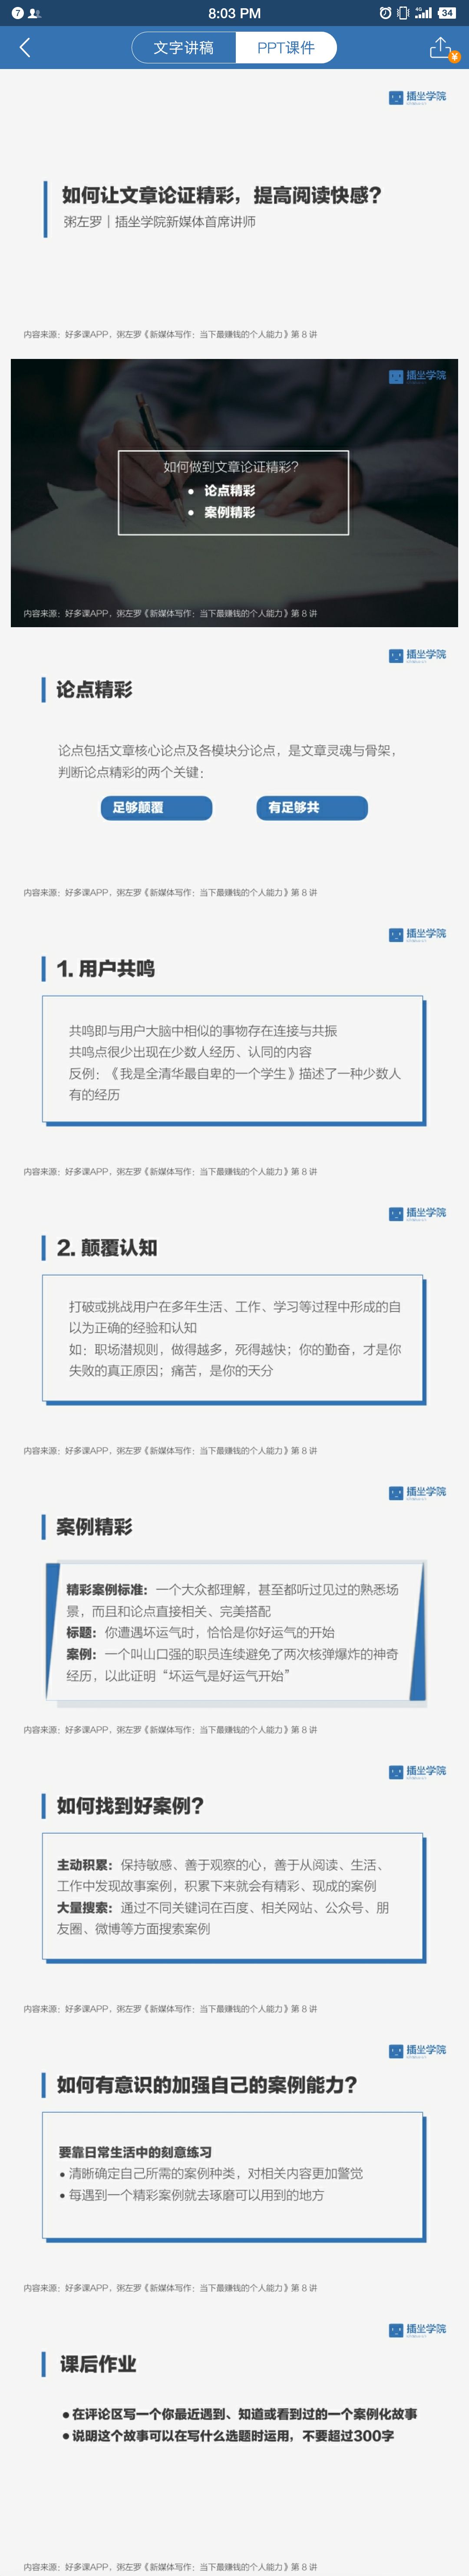 7
8:03 PM
4G
34
文字讲稿
PPT课件
¥
插坐学院
如何让文章论证精彩，提高阅读快感？
粥左罗｜插坐学院新媒体首席讲师
内容来源：好多课APP，粥左罗《新媒体写作：当下最赚钱的个人能力》第 8 讲
插坐学院
如何做到文章论证精彩？
• 论点精彩
• 案例精彩
内容来源：好多课APP，粥左罗《新媒体写作：当下最赚钱的个人能力》第 8 讲
插坐学院
论点精彩
论点包括文章核心论点及各模块分论点，是文章灵魂与骨架，
判断论点精彩的两个关键：
足够颠覆
有足够共
内容来源：好多课APP，粥左罗《新媒体写作：当下最赚钱的个人能力》第 8 讲
插坐学院
1. 用户共鸣
共鸣即与用户大脑中相似的事物存在连接与共振
共鸣点很少出现在少数人经历、认同的内容
反例：《我是全清华最自卑的一个学生》描述了一种少数人
有的经历
内容来源：好多课APP，粥左罗《新媒体写作：当下最赚钱的个人能力》第 8 讲
插坐学院
2. 颠覆认知
打破或挑战用户在多年生活、工作、学习等过程中形成的自
以为正确的经验和认知
如：职场潜规则，做得越多，死得越快；你的勤奋，才是你
失败的真正原因；痛苦，是你的天分
内容来源：好多课APP，粥左罗《新媒体写作：当下最赚钱的个人能力》第 8 讲
插坐学院
案例精彩
精彩案例标准：一个大众都理解，甚至都听过见过的熟悉场
景，而且和论点直接相关、完美搭配
标题：你遭遇坏运气时，恰恰是你好运气的开始
案例：一个叫山口强的职员连续避免了两次核弹爆炸的神奇
经历，以此证明“坏运气是好运气开始”
内容来源：好多课APP，粥左罗《新媒体写作：当下最赚钱的个人能力》第 8 讲
插坐学院
如何找到好案例？
主动积累：保持敏感、善于观察的心，善于从阅读、生活、
工作中发现故事案例，积累下来就会有精彩、现成的案例
大量搜索：通过不同关键词在百度、相关网站、公众号、朋
友圈、微博等方面搜索案例
内容来源：好多课APP，粥左罗《新媒体写作：当下最赚钱的个人能力》第 8 讲
插坐学院
如何有意识的加强自己的案例能力？
要靠日常生活中的刻意练习
• 清晰确定自己所需的案例种类，对相关内容更加警觉
• 每遇到一个精彩案例就去琢磨可以用到的地方
内容来源：好多课APP，粥左罗《新媒体写作：当下最赚钱的个人能力》第 8 讲
插坐学院
课后作业
• 在评论区写一个你最近遇到、知道或看到过的一个案例化故事
• 说明这个故事可以在写什么选题时运用，不要超过300字
内容来源：好多课APP，粥左罗《新媒体写作：当下最赚钱的个人能力》第 8 讲